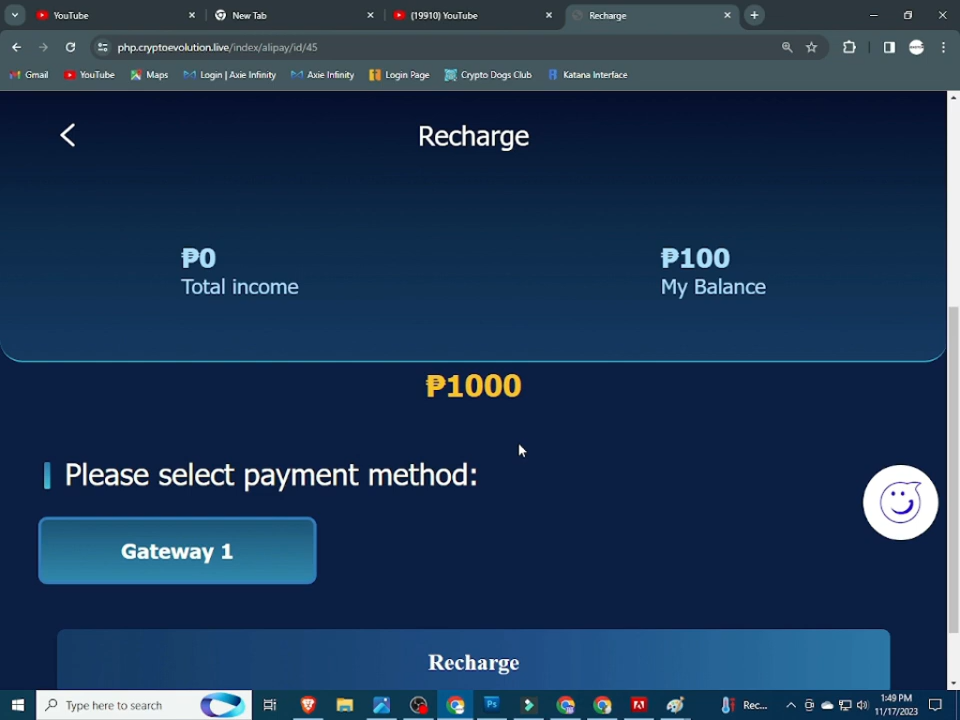 YouTube
New Tab
(19910) YouTube
Recharge
php.cryptoevolution.live/index/alipay/id/45
Gmail
YouTube
Maps
Login | Axie Infinity
Axie Infinity
Login Page
Crypto Dogs Club
Katana Interface
Recharge
₱0
Total income
₱100
My Balance
₱1000
Please select payment method:
Gateway 1
Recharge
Type here to search
Ps
Rec...
1:49 PM
11/17/2023